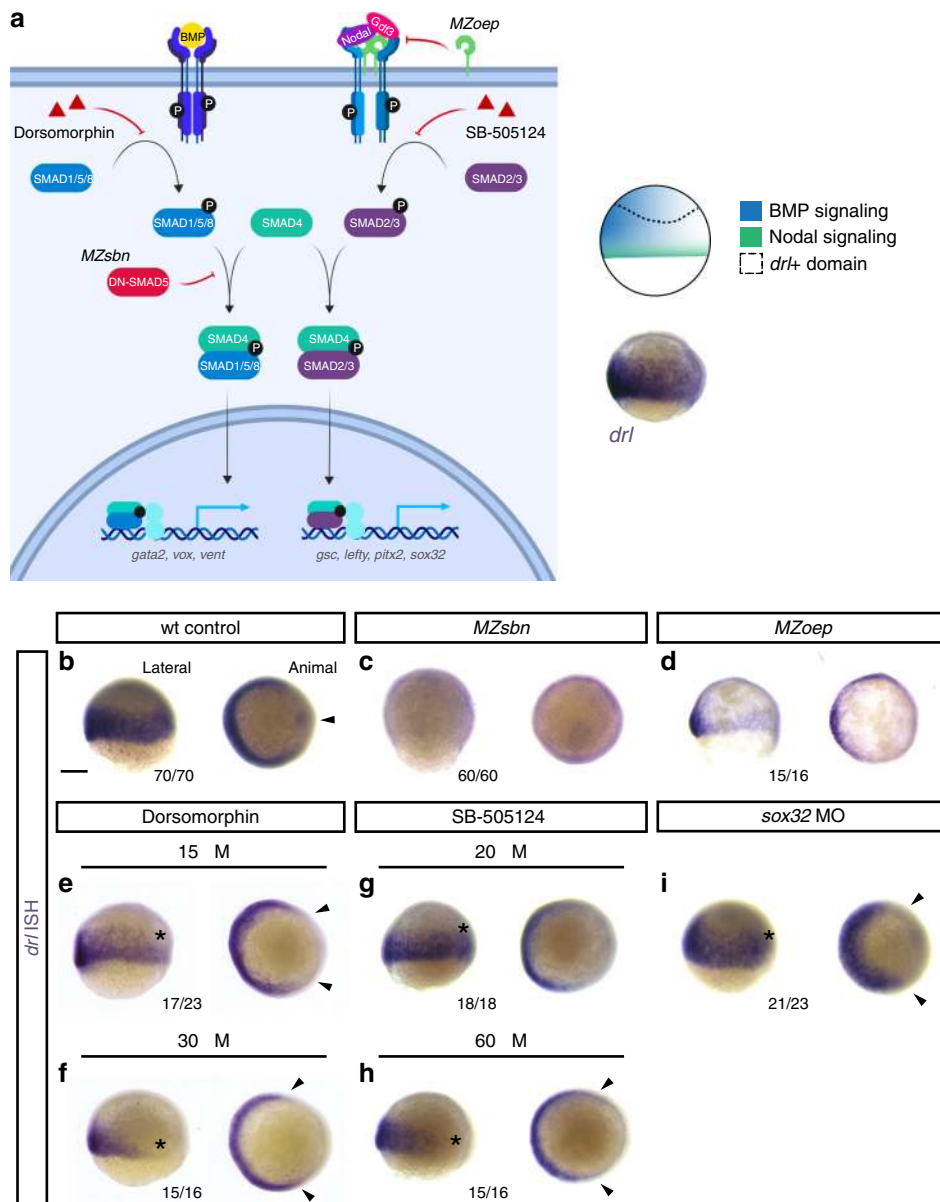 a
BMP
Nodal
Gdf3
MZoep
P
P
P
P
Dorsomorphin
SB-505124
SMAD1/5/8
SMAD2/3
P
P
SMAD1/5/8
SMAD4
SMAD2/3
MZsbn
DN-SMAD5
SMAD4
P
SMAD1/5/8
SMAD4
P
SMAD2/3
gata2, vox, vent
gsc, lefty, pitx2, sox32
BMP signaling
Nodal signaling
drl+ domain
drl
drl ISH
wt control
MZsbn
MZoep
b
Lateral
Animal
70/70
c
60/60
d
15/16
Dorsomorphin
SB-505124
sox32 MO
15 M
20 M
e
*
17/23
g
*
18/18
i
*
21/23
30 M
60 M
f
*
15/16
h
*
15/16